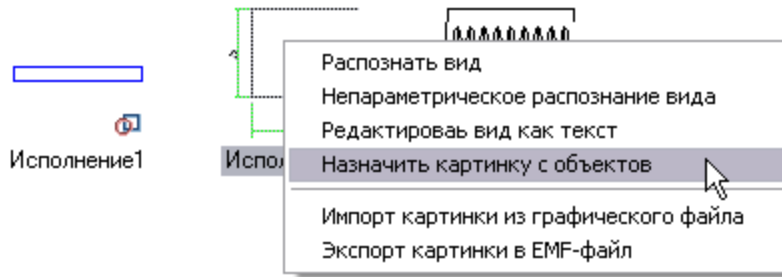 Распознать вид
Непараметрическое распознание вида
Редактироваь вид как текст
Исполнение1
Испол
Назначить картинку с объектов
Импорт картинки из графического файла
Экспорт картинки в EMF-файл